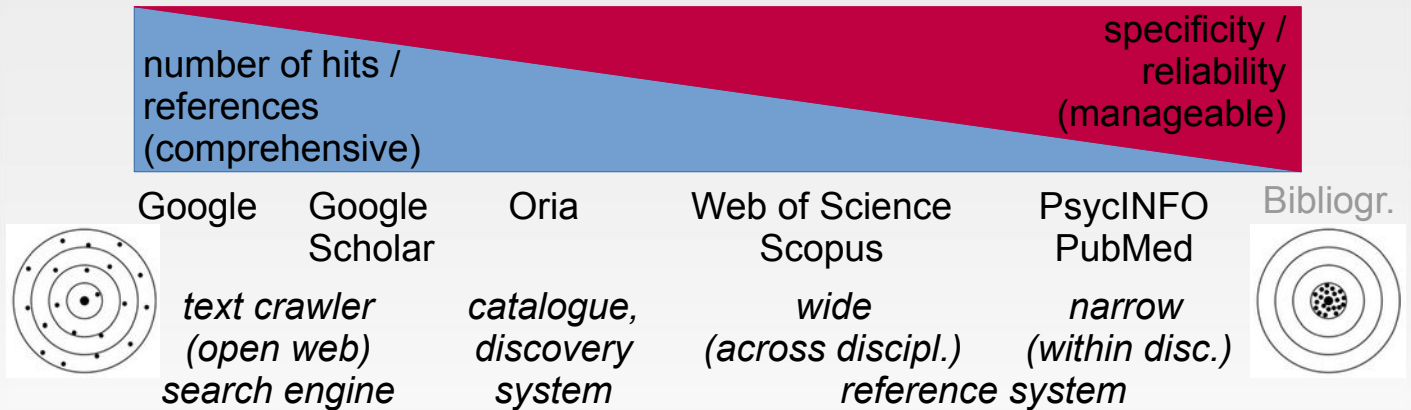 number of hits /
references
(comprehensive)
specificity /
reliability
(manageable)
Google
Google
Scholar
Oria
Web of Science
Scopus
PsycINFO
PubMed
Bibliogr.
text crawler
(open web)
search engine
catalogue,
discovery
system
wide
(across discipl.)
narrow
(within disc.)
reference system